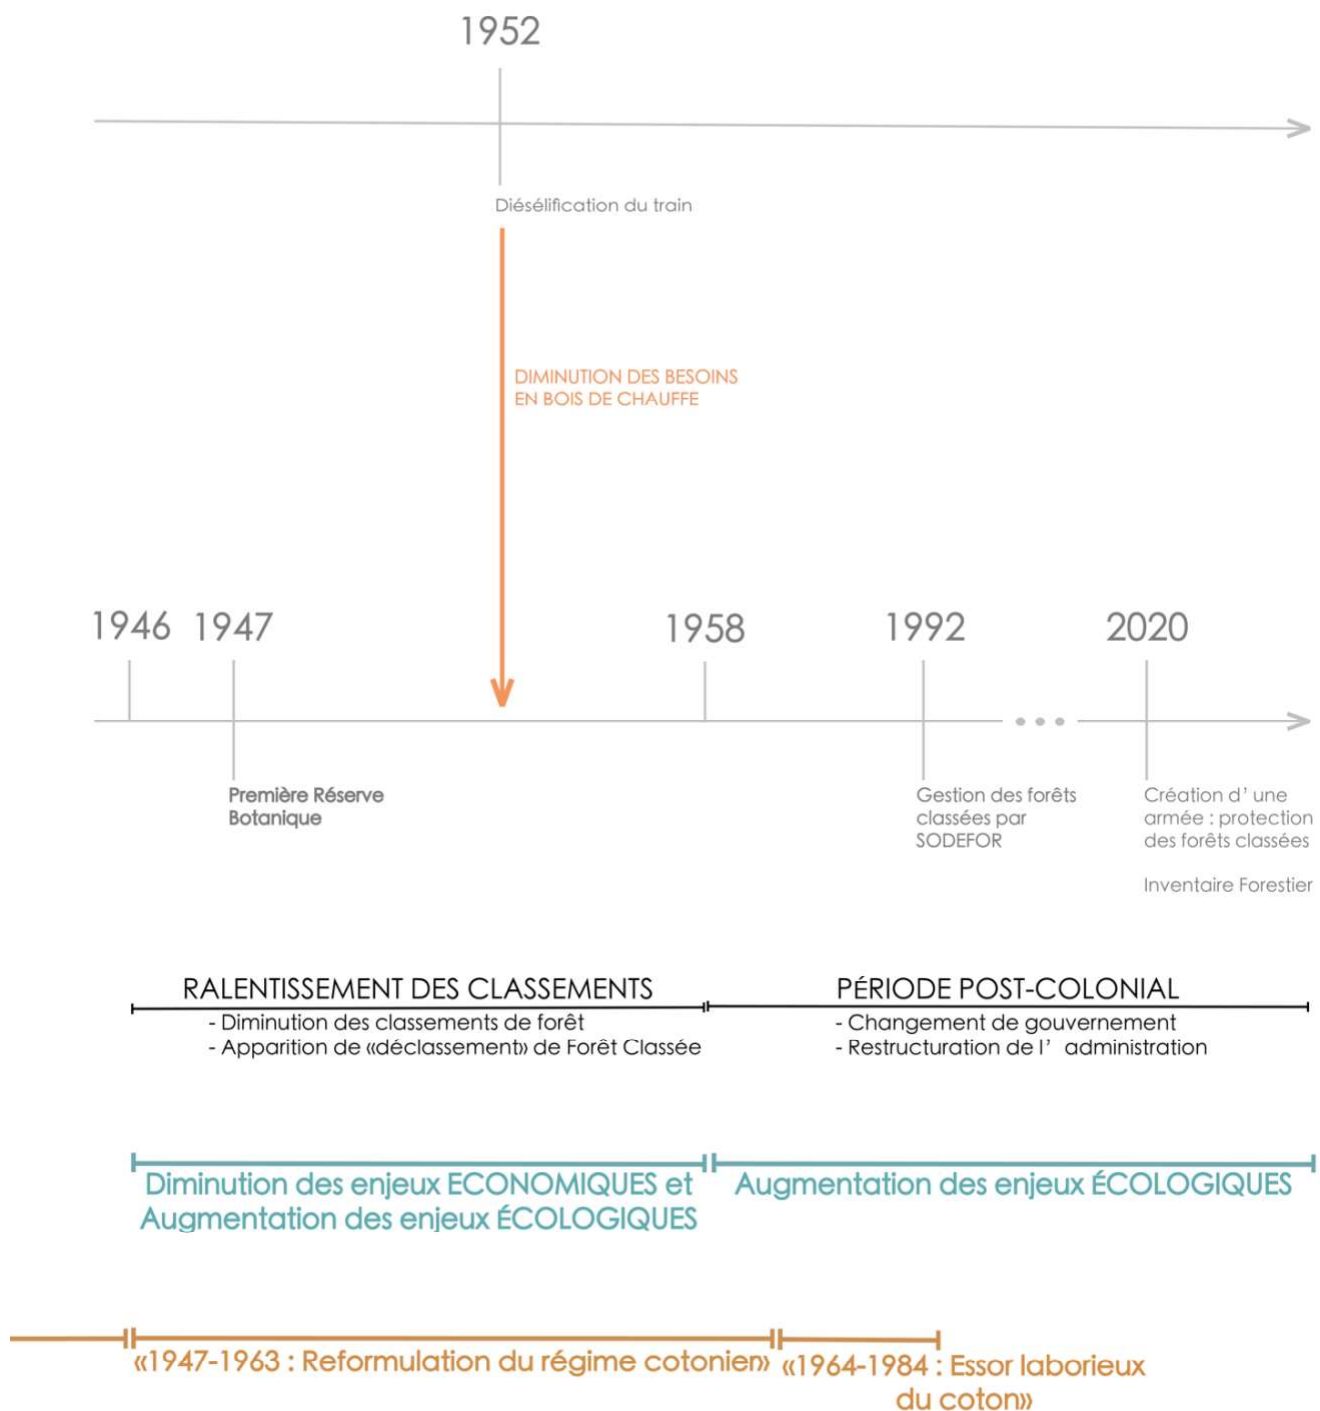 1952
Diésélification du train
DIMINUTION DES BESOINS
EN BOIS DE CHAUFFE
1946 1947 1958 1992 2020
Première Réserve
Botanique
Gestion des forêts
classées par
SODEFOR
Création d’ une
armée : protection
des forêts classées
Inventaire Forestier
RALENTISSEMENT DES CLASSEMENTS
- Diminution des classements de forêt
- Apparition de «déclassement» de Forêt Classée
PÉRIODE POST-COLONIAL
- Changement de gouvernement
- Restructuration de l’ administration
Diminution des enjeux ECONOMIQUES et
Augmentation des enjeux ÉCOLOGIQUES
Augmentation des enjeux ÉCOLOGIQUES
«1947-1963 : Reformulation du régime cotonien»
«1964-1984 : Essor laborieux
du coton»